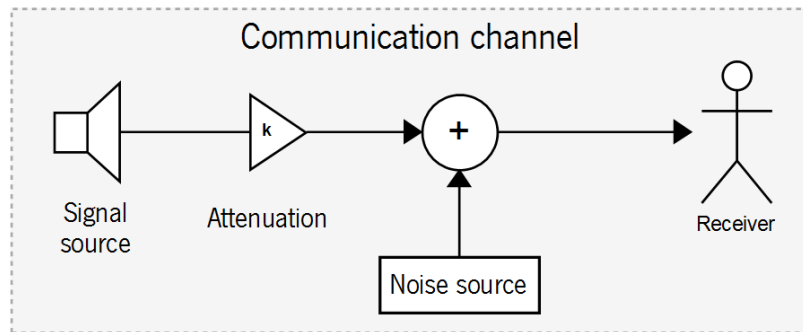 Communication channel
k
+
Signal
source
Attenuation
Noise source
Receiver